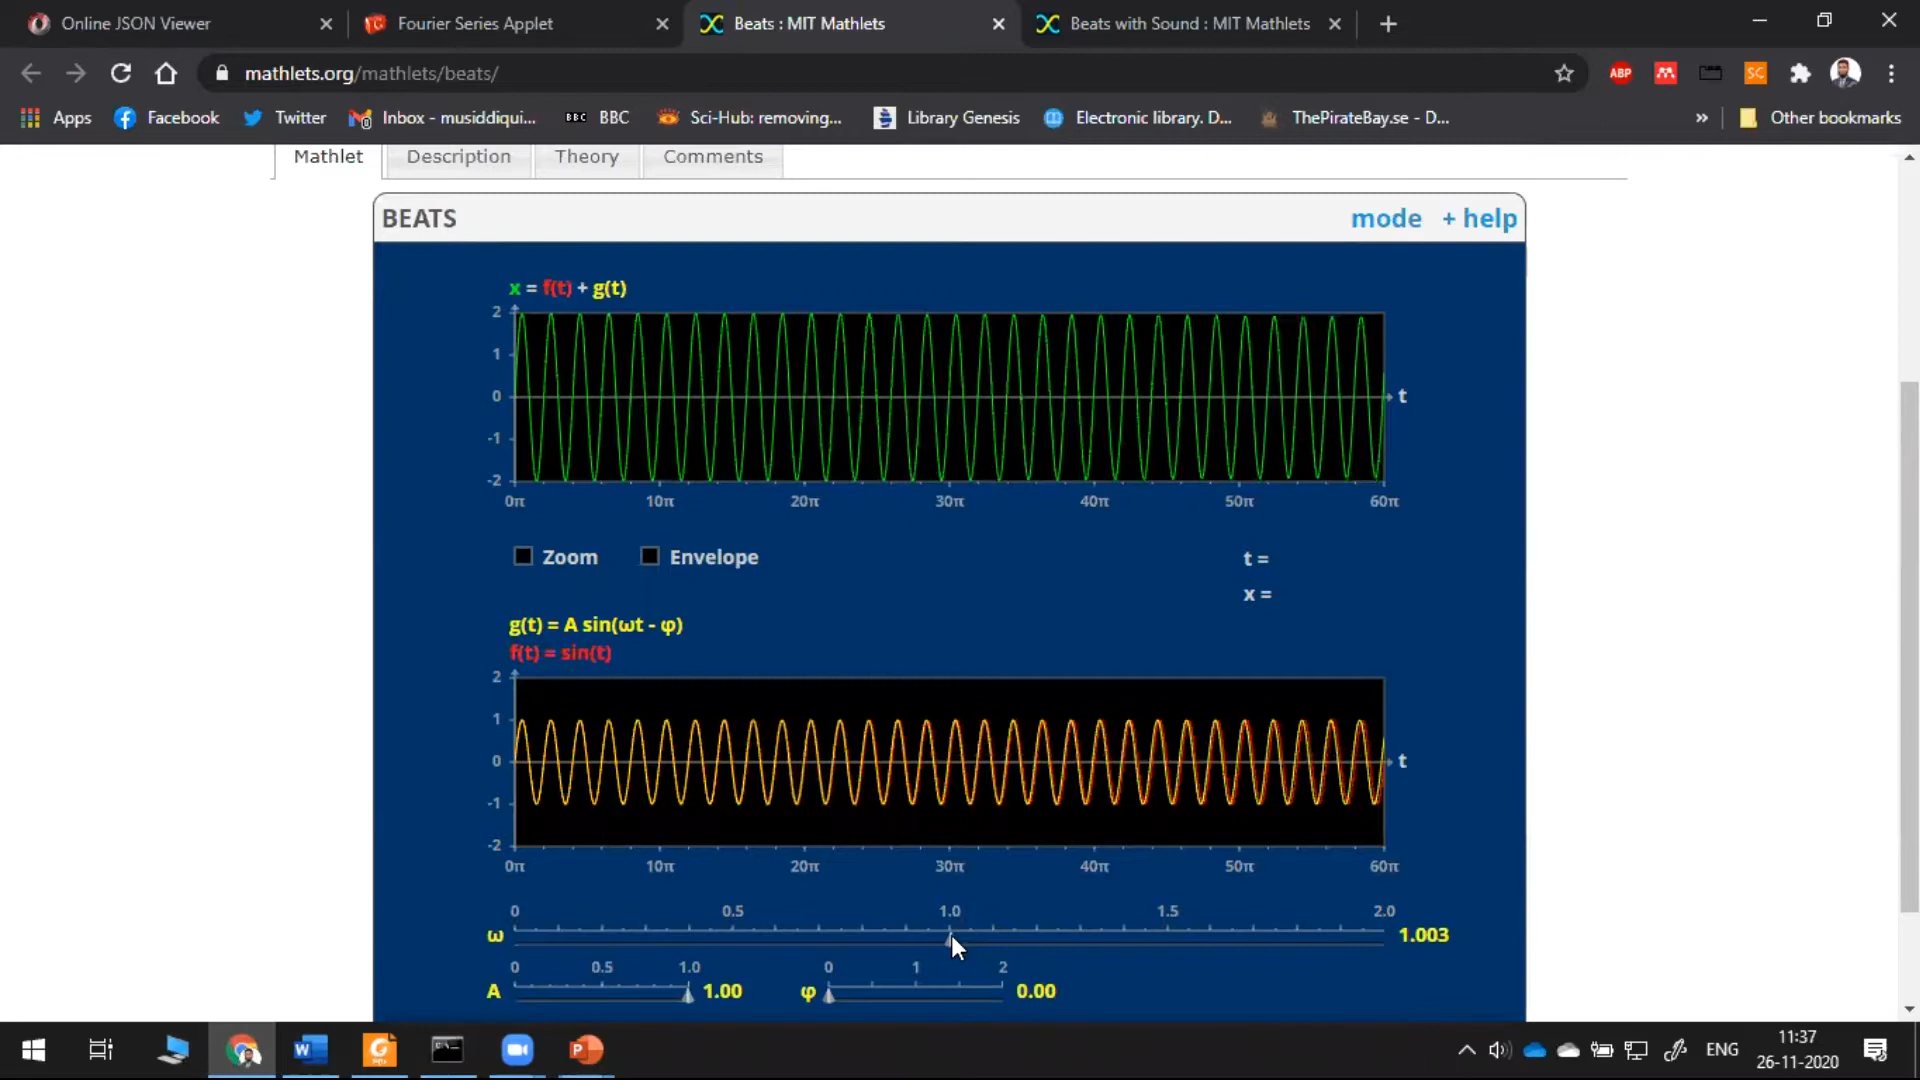 Online JSON Viewer
Fourier Series Applet
Beats : MIT Mathlets
Beats with Sound : MIT Mathlets
mathlets.org/mathlets/beats/
ABP
SC
Apps
Facebook
Twitter
Inbox - musiddiqui...
BBC BBC
Sci-Hub: removing...
Library Genesis
Electronic library. D...
ThePirateBay.se - D...
»
Other bookmarks
Mathlet
Description
Theory
Comments
BEATS
mode
+ help
x = f(t) + g(t)
2
1
0
-1
-2
t
0π 10π 20π 30π 40π 50π 60π
Zoom
Envelope
t =
x =
g(t) = A sin(ωt - φ)
f(t) = sin(t)
2
1
0
-1
-2
t
0π 10π 20π 30π 40π 50π 60π
0 0.5 1.0 1.5 2.0
ω 1.003
0 0.5 1.0
A 1.00
0 1 2
φ 0.00
ENG
11:37
26-11-2020